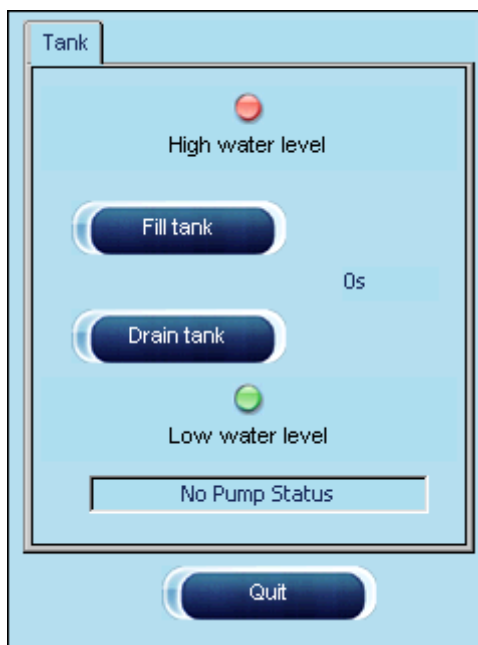 Tank
High water level
Fill tank
0s
Drain tank
Low water level
No Pump Status
Quit